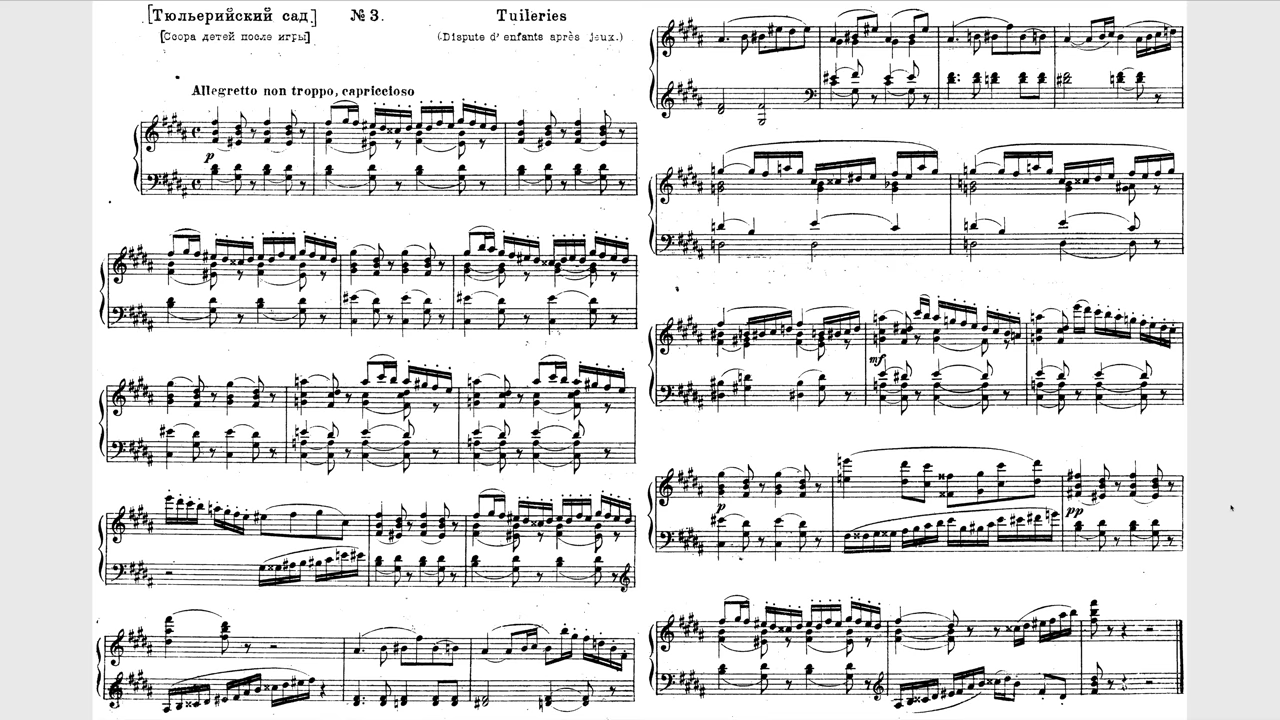 [Тюльерийский сад.] № 3. Tuileries
[Ссора детей после игры] (Dispute d' enfants après jeux.)
Allegretto non troppo, capriccioso
p
mf
p
pp